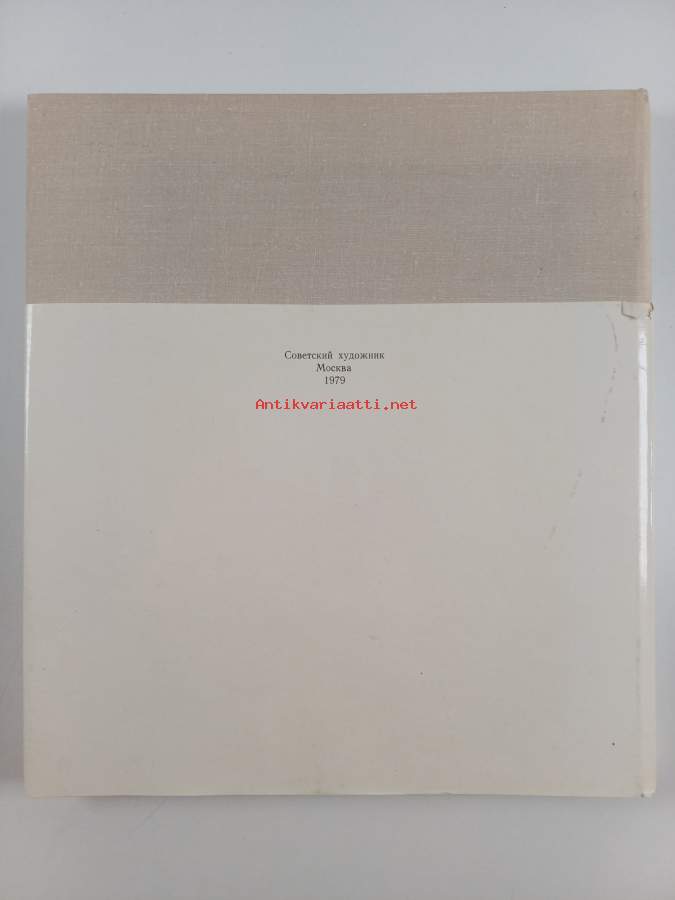 Советский художник
Москва
1979
Antikvariaatti.net